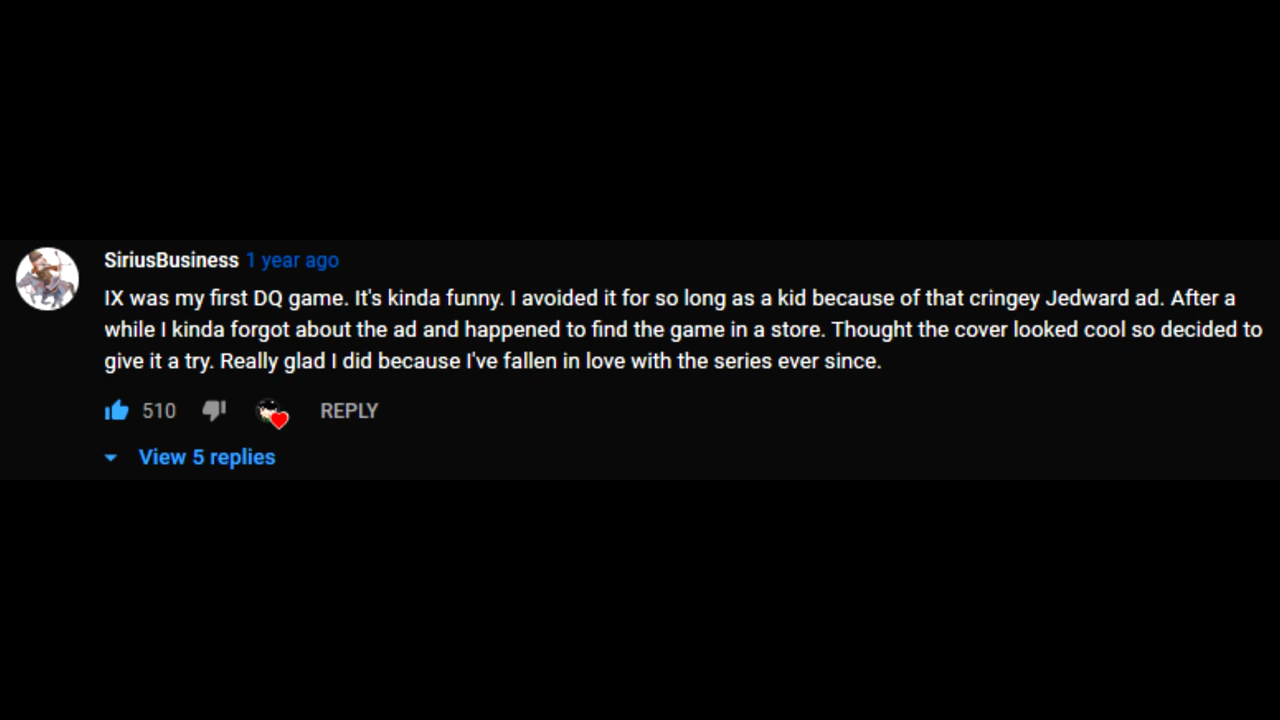 SiriusBusiness 1 year ago
IX was my first DQ game. It's kinda funny. I avoided it for so long as a kid because of that cringey Jedward ad. After a
while I kinda forgot about the ad and happened to find the game in a store. Thought the cover looked cool so decided to
give it a try. Really glad I did because I've fallen in love with the series ever since.
510 REPLY
View 5 replies